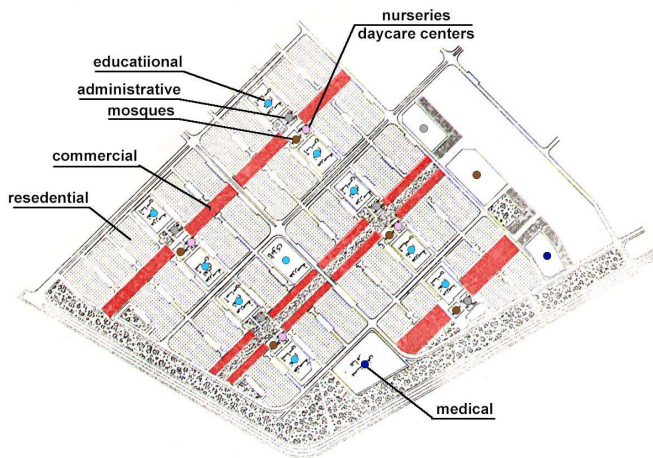 nurseries
daycare centers
educatiional
administrative
mosques
commercial
resedential
medical